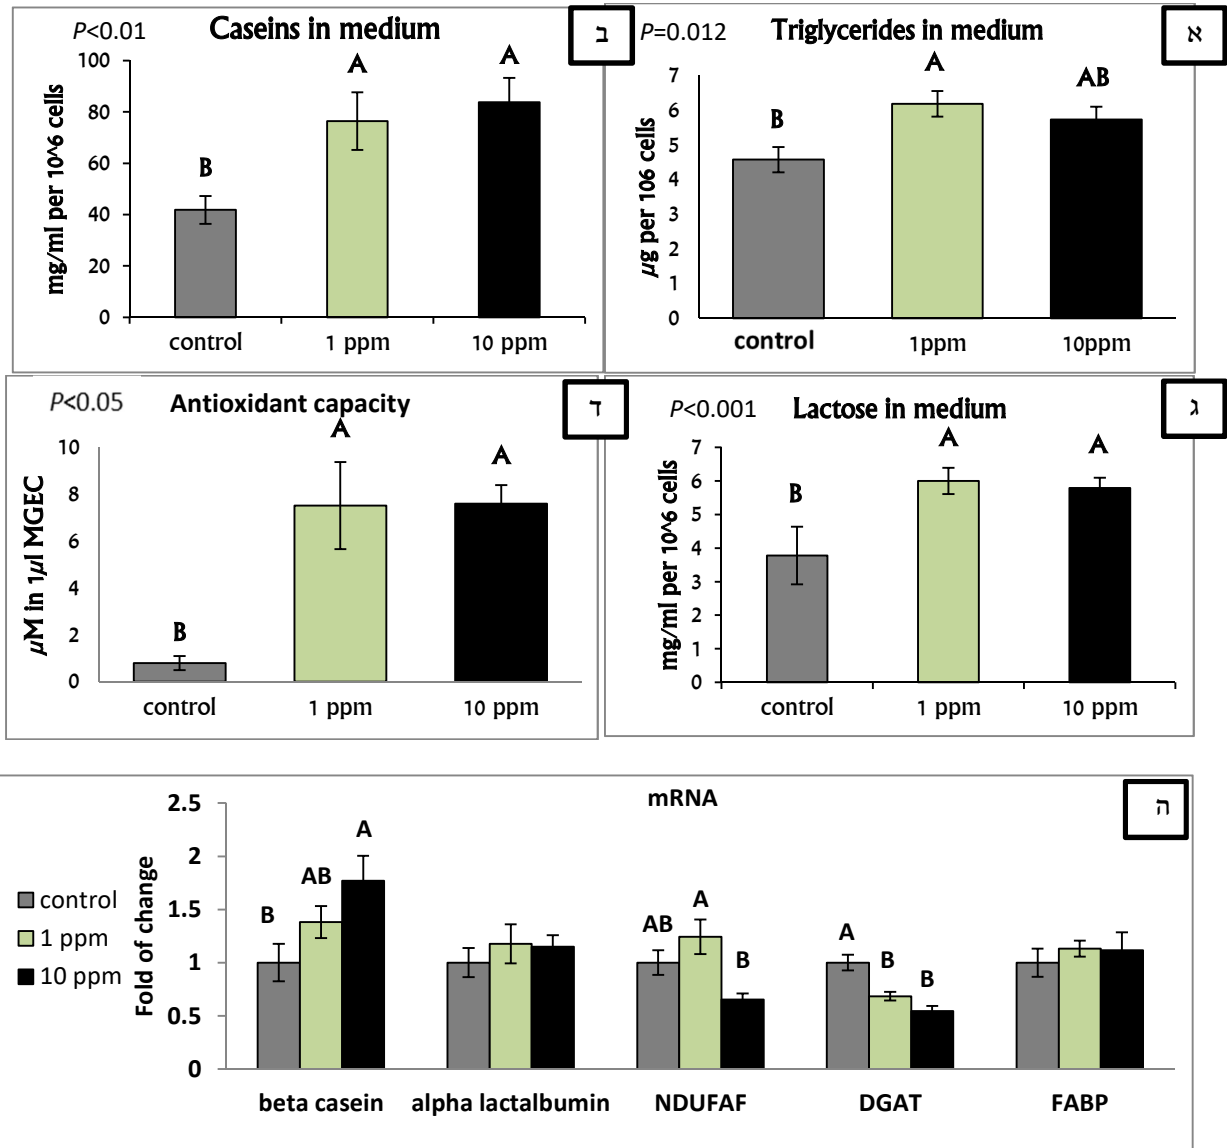 P<0.01 Caseins in medium ב
mg/ml per 10^6 cells
100
80
60
40
20
0
B
A
A
control 1 ppm 10 ppm
P=0.012 Triglycerides in medium א
µg per 106 cells
7
6
5
4
3
2
1
0
B
A
AB
control 1ppm 10ppm
P<0.05 Antioxidant capacity ד
µM in 1µl MGEC
10
8
6
4
2
0
B
A
A
control 1 ppm 10 ppm
P<0.001 Lactose in medium ג
mg/ml per 10^6 cells
7
6
5
4
3
2
1
0
B
A
A
control 1 ppm 10 ppm
mRNA ה
control
1 ppm
10 ppm
Fold of change
2.5
2
1.5
1
0.5
0
B AB A
AB A B
A B B
beta casein alpha lactalbumin NDUFAF DGAT FABP